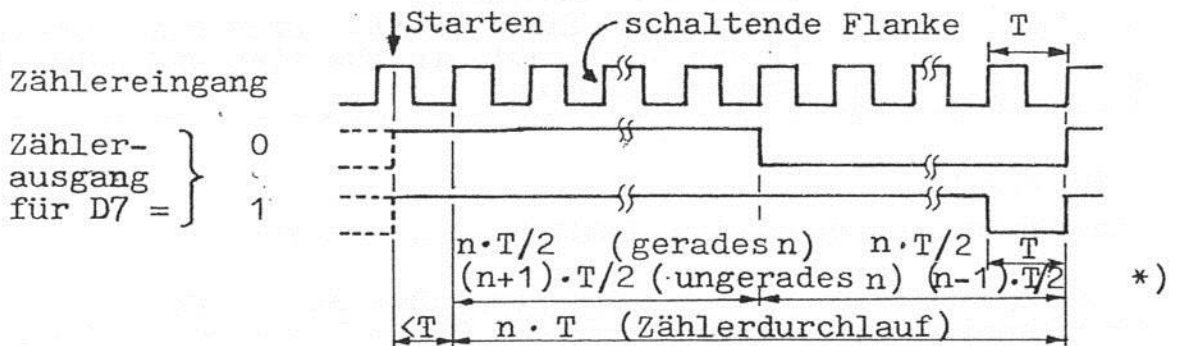 Starten schaltende Flanke T
Zählereingang
Zähler- 0
ausgang
für D7 = 1
n·T/2 (gerades n) n·T/2 T
(n+1)·T/2 (ungerades n) (n-1)·T/2 *)
<T n · T (Zählerdurchlauf)